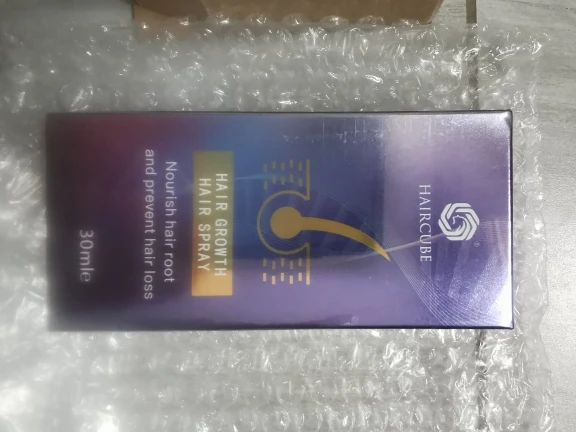 HAIRCUBE
®
HAIR GROWTH
HAIR SPRAY
Nourish hair root
and prevent hair loss
30mle